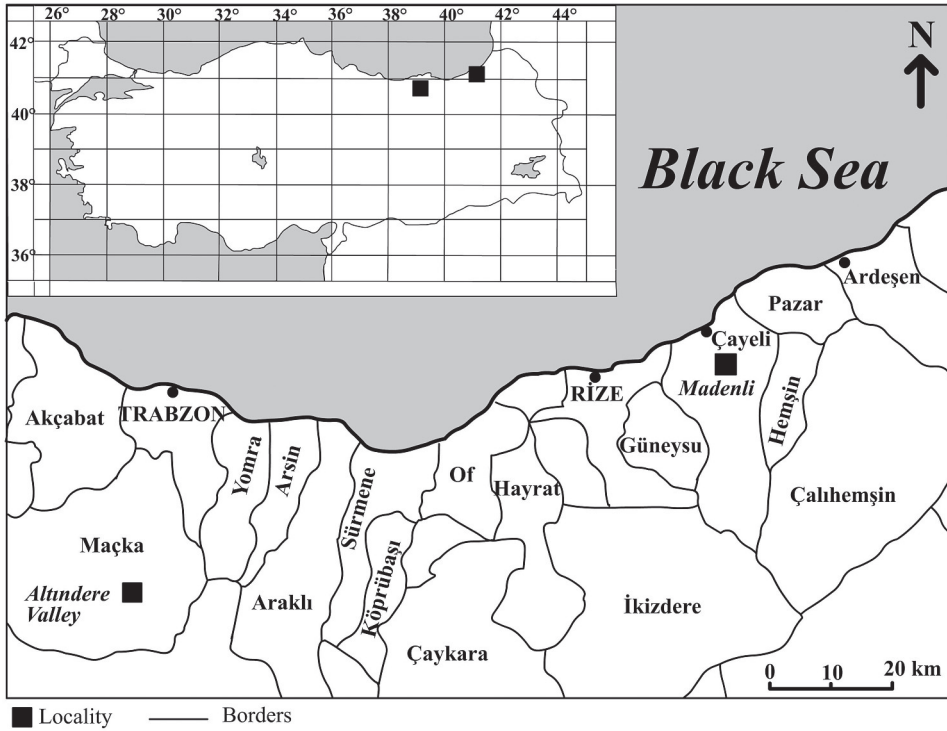 26° 28° 30° 32° 34° 36° 38° 40° 42° 44°
42°
40°
38°
36°
N
Black Sea
Ardeşen
Pazar
Çayeli
Madenli
Hemşin
RİZE
TRABZON
Akçabat
Yomra
Arsin
Güneysu
Sürmene
Of
Hayrat
Çalıhemşin
Maçka
Altındere
Valley
Araklı
Köprübaşı
İkizdere
Çaykara
0 10 20 km
Locality
Borders